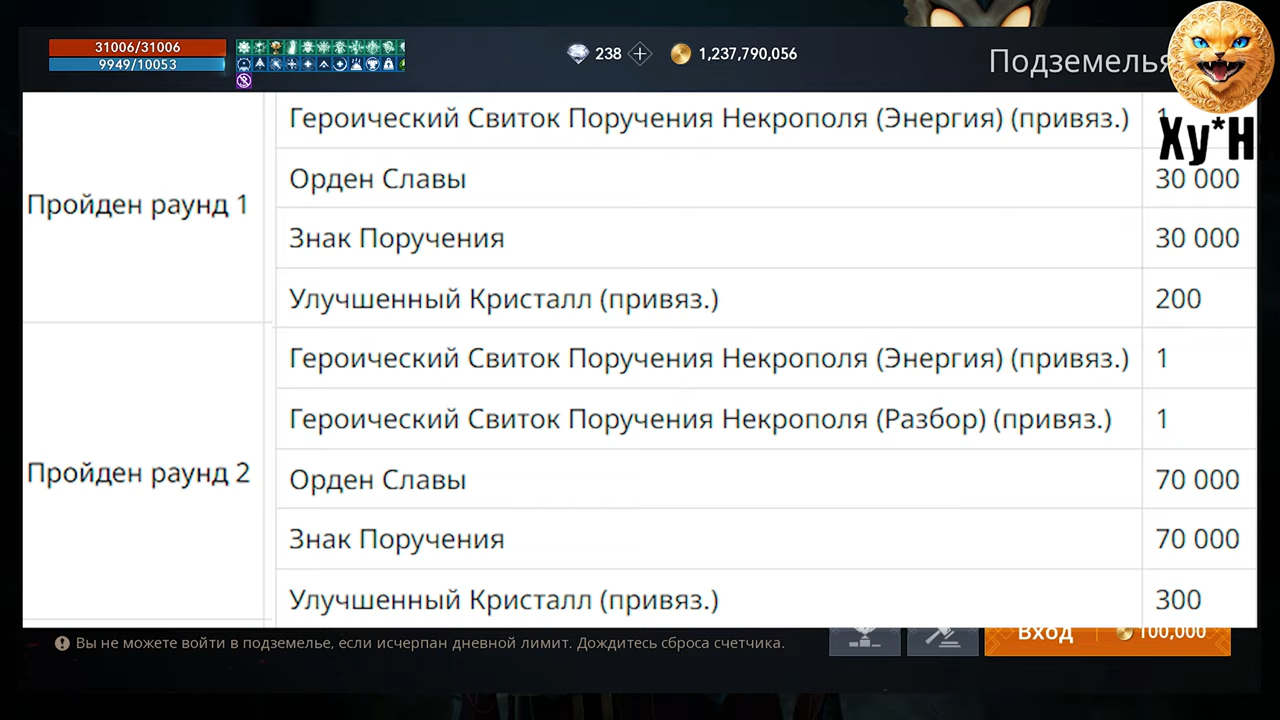 31006/31006
9949/10053
238
1,237,790,056
Подземелья
Героический Свиток Поручения Некрополя (Энергия) (привяз.) 1
Ху*Н
Пройден раунд 1
Орден Славы 30 000
Знак Поручения 30 000
Улучшенный Кристалл (привяз.) 200
Героический Свиток Поручения Некрополя (Энергия) (привяз.) 1
Героический Свиток Поручения Некрополя (Разбор) (привяз.) 1
Пройден раунд 2
Орден Славы 70 000
Знак Поручения 70 000
Улучшенный Кристалл (привяз.) 300
Вы не можете войти в подземелье, если исчерпан дневной лимит. Дождитесь сброса счетчика.
Вход 100,000